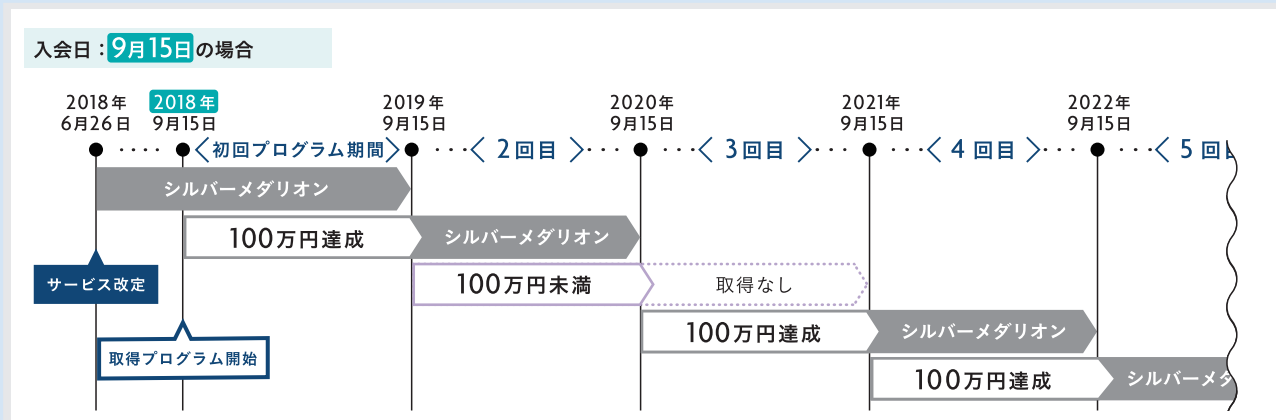 入会日：9月15日の場合
2018年 2018年 2019年 2020年 2021年 2022年
6月26日 9月15日 9月15日 9月15日 9月15日 9月15日
初回プログラム期間 2回目 3回目 4回目 5回
シルバーメダリオン
100万円達成 シルバーメダリオン
サービス改定 100万円未満 取得なし
100万円達成 シルバーメダリオン
取得プログラム開始
100万円達成 シルバーメダ